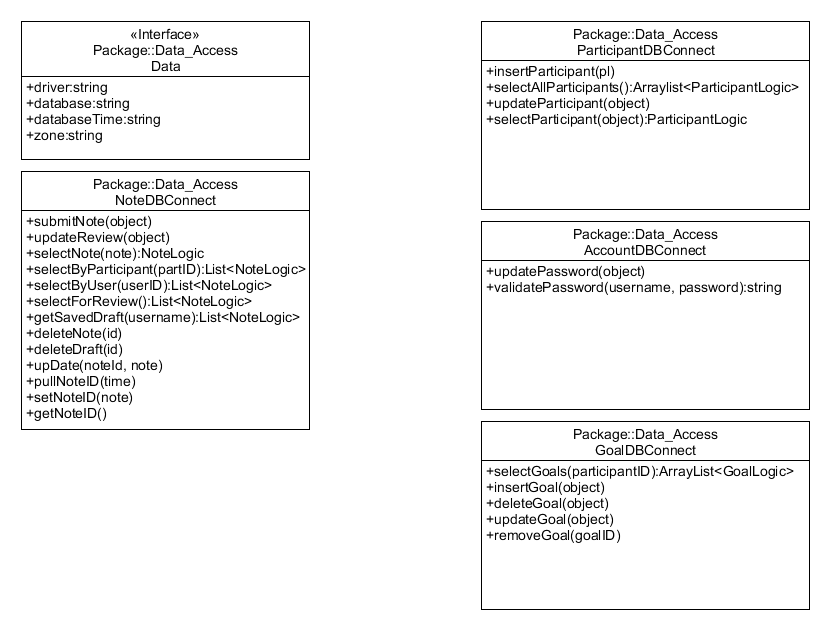 «Interface»
Package::Data_Access
Data
+driver:string
+database:string
+databaseTime:string
+zone:string
Package::Data_Access
NoteDBConnect
+submitNote(object)
+updateReview(object)
+selectNote(note):NoteLogic
+selectByParticipant(partID):List<NoteLogic>
+selectByUser(userID):List<NoteLogic>
+selectForReview():List<NoteLogic>
+getSavedDraft(username):List<NoteLogic>
+deleteNote(id)
+deleteDraft(id)
+upDate(noteId, note)
+pullNoteID(time)
+setNoteID(note)
+getNoteID()
Package::Data_Access
ParticipantDBConnect
+insertParticipant(pl)
+selectAllParticipants():Arraylist<ParticipantLogic>
+updateParticipant(object)
+selectParticipant(object):ParticipantLogic
Package::Data_Access
AccountDBConnect
+updatePassword(object)
+validatePassword(username, password):string
Package::Data_Access
GoalDBConnect
+selectGoals(participantID):ArrayList<GoalLogic>
+insertGoal(object)
+deleteGoal(object)
+updateGoal(object)
+removeGoal(goalID)